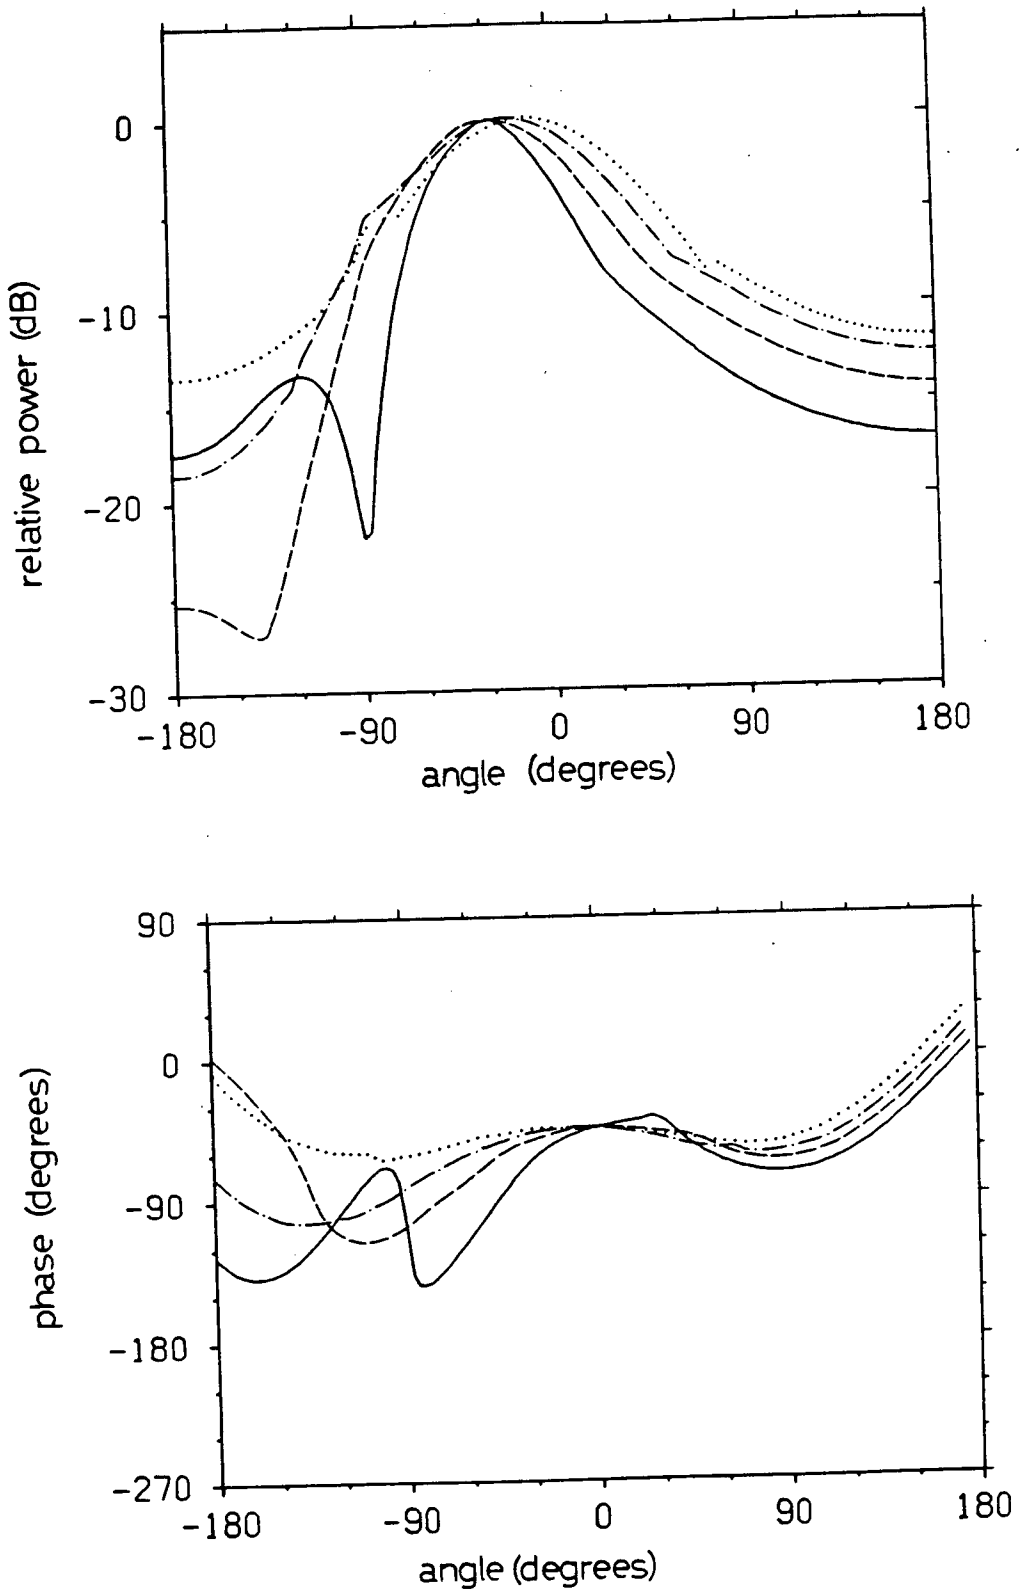 0
-10
-20
-30
relative power (dB)
-180 -90 0 90 180
angle (degrees)
90
0
-90
-180
-270
phase (degrees)
-180 -90 0 90 180
angle (degrees)